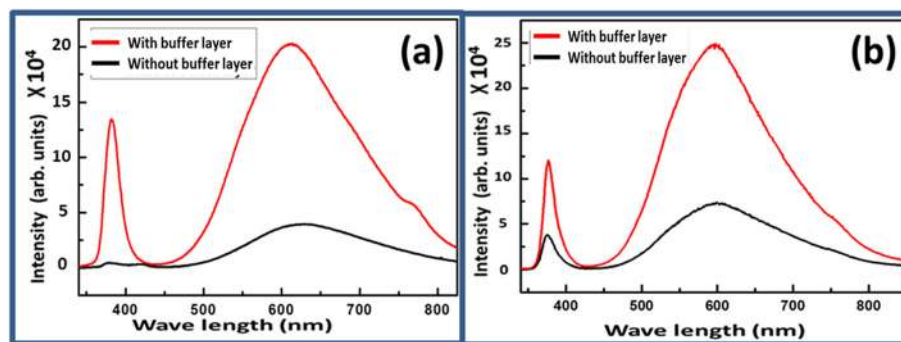 (a)
With buffer layer
Without buffer layer
Intensity (arb. units) X 10⁴
20
15
10
5
0
400 500 600 700 800
Wave length (nm)
(b)
With buffer layer
Without buffer layer
Intensity (arb. units) X 10⁴
25
20
15
10
5
0
400 500 600 700 800
Wave length (nm)